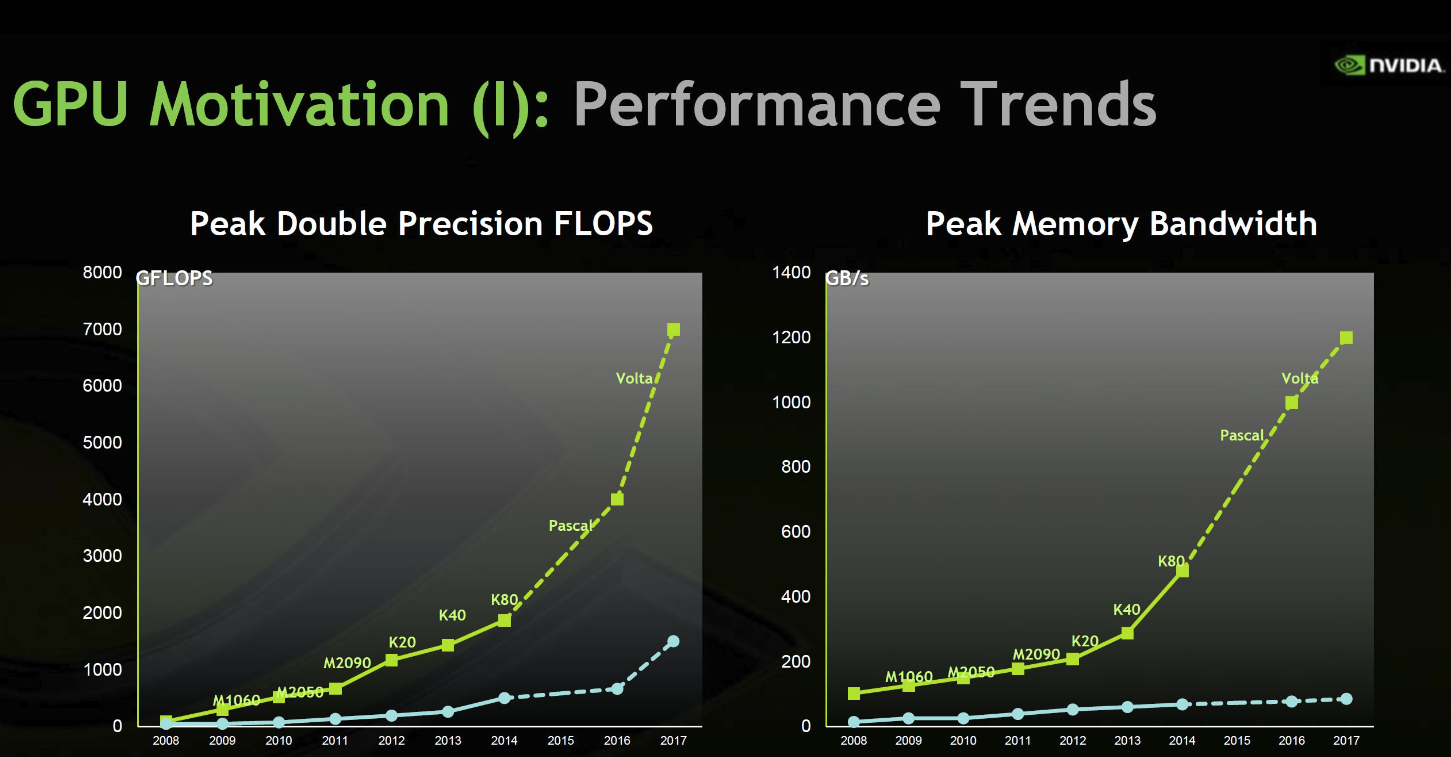 NVIDIA.
GPU Motivation (I): Performance Trends
Peak Double Precision FLOPS
8000
GFLOPS
7000
6000
5000
4000
3000
2000
1000
0
Volta
Pascal
K80
K40
K20
M2090
M2050
M1060
2008 2009 2010 2011 2012 2013 2014 2015 2016 2017
Peak Memory Bandwidth
1400
GB/s
1200
1000
800
600
400
200
0
Volta
Pascal
K80
K40
K20
M2090
M2050
M1060
2008 2009 2010 2011 2012 2013 2014 2015 2016 2017